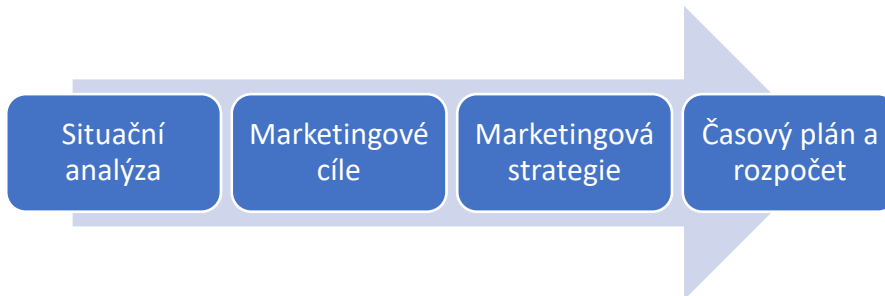 Situační
analýza
Marketingové
cíle
Marketingová
strategie
Časový plán a
rozpočet